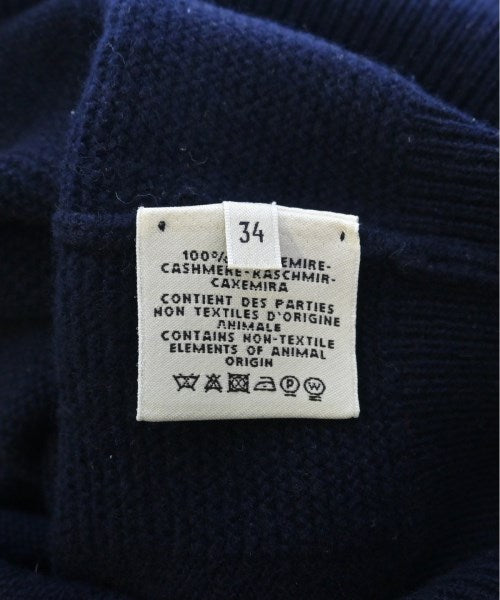 34
100% EMIRE-
CASHMERE-KASCHMIR-
CAXEMIRA
CONTIENT DES PARTIES
NON TEXTILES D'ORIGINE
ANIMALE
CONTAINS NON-TEXTILE
ELEMENTS OF ANIMAL
ORIGIN
P W